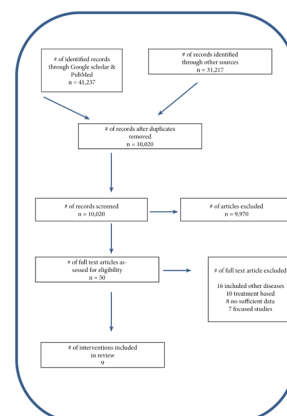 # of identified records
through Google scholar &
PubMed
n = 41,237
# of records identified
through other sources
n = 31,217
# of records after duplicates
removed
n = 10,020
# of records screened
n = 10,020
# of articles excluded
n = 9,970
# of full text articles as-
sessed for eligibility
n = 50
# of full text article excluded
16 included other diseases
10 treatment based
8 no sufficient data
7 focused studies
# of interventions included
in review
9